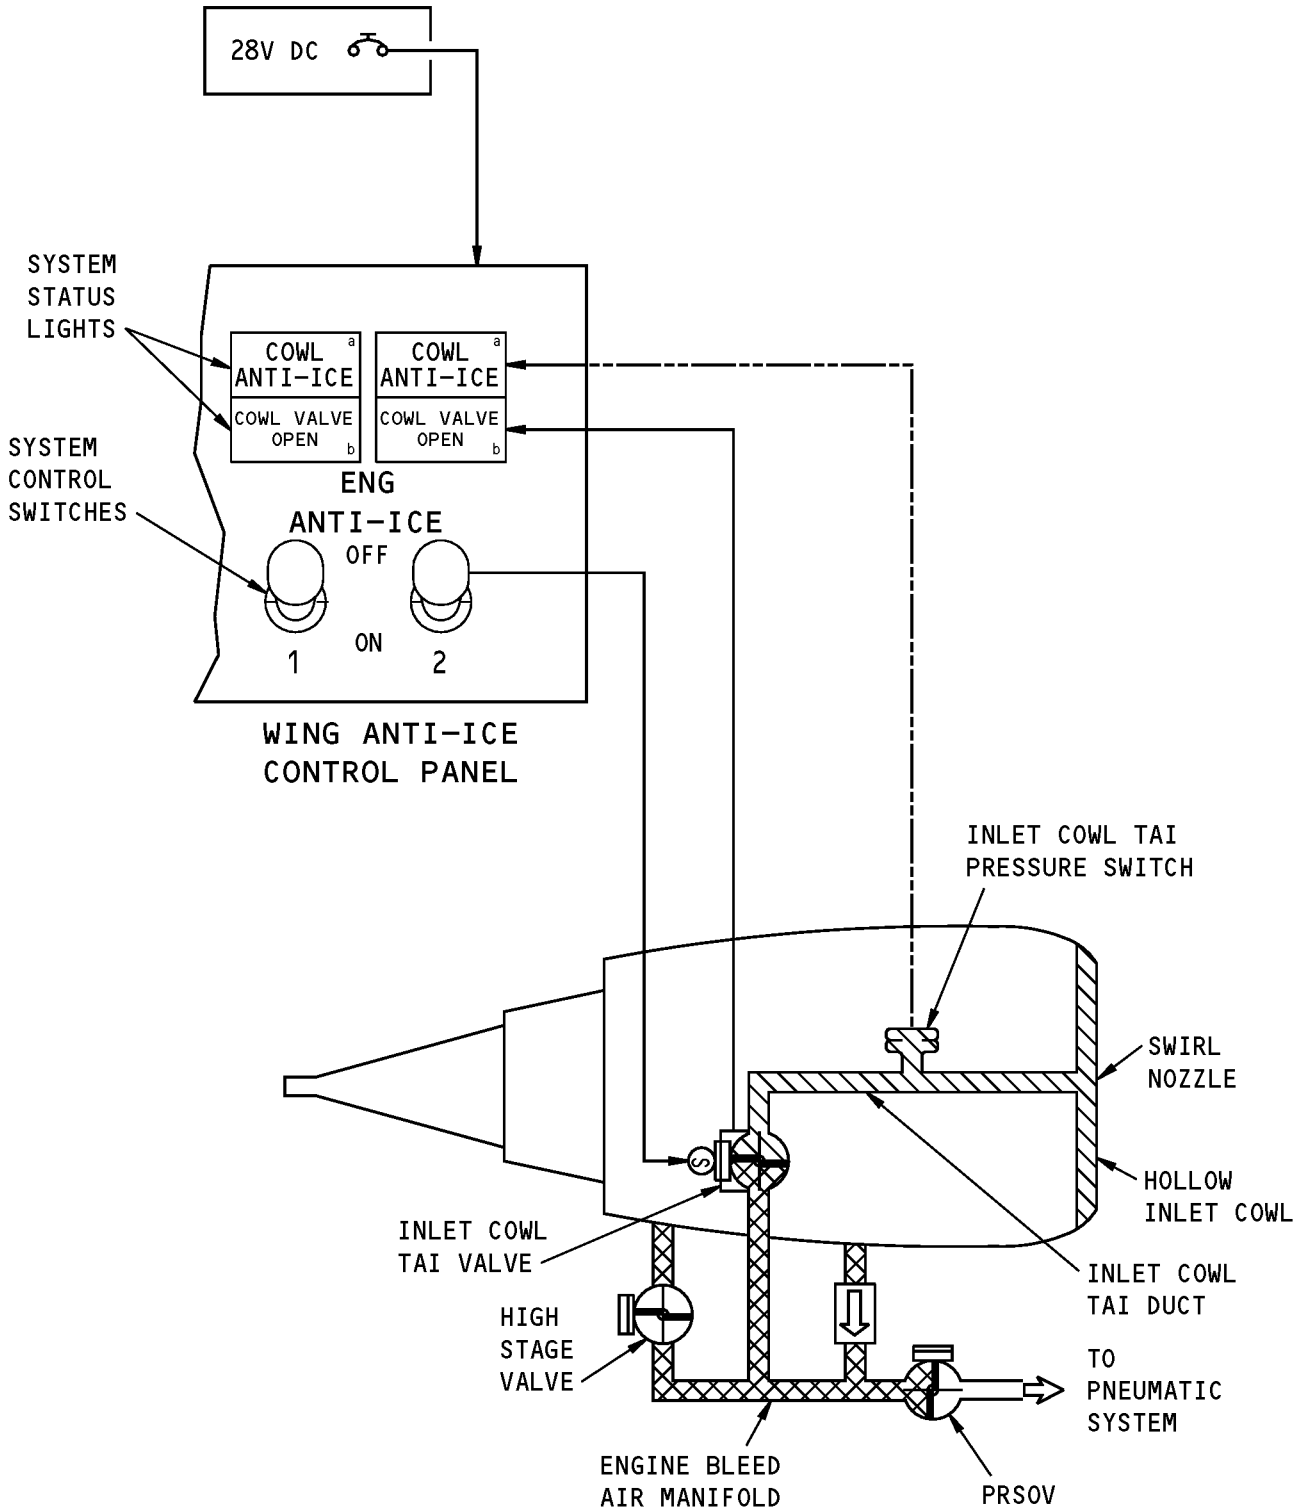 28V DC
SYSTEM
STATUS
LIGHTS
COWL a
ANTI-ICE
COWL VALVE
OPEN b
COWL a
ANTI-ICE
COWL VALVE
OPEN b
SYSTEM
CONTROL
SWITCHES
ENG
ANTI-ICE
OFF
ON
1 2
WING ANTI-ICE
CONTROL PANEL
INLET COWL TAI
PRESSURE SWITCH
SWIRL
NOZZLE
S
HOLLOW
INLET COWL
INLET COWL
TAI VALVE
INLET COWL
TAI DUCT
HIGH
STAGE
VALVE
TO
PNEUMATIC
SYSTEM
ENGINE BLEED
AIR MANIFOLD
PRSOV